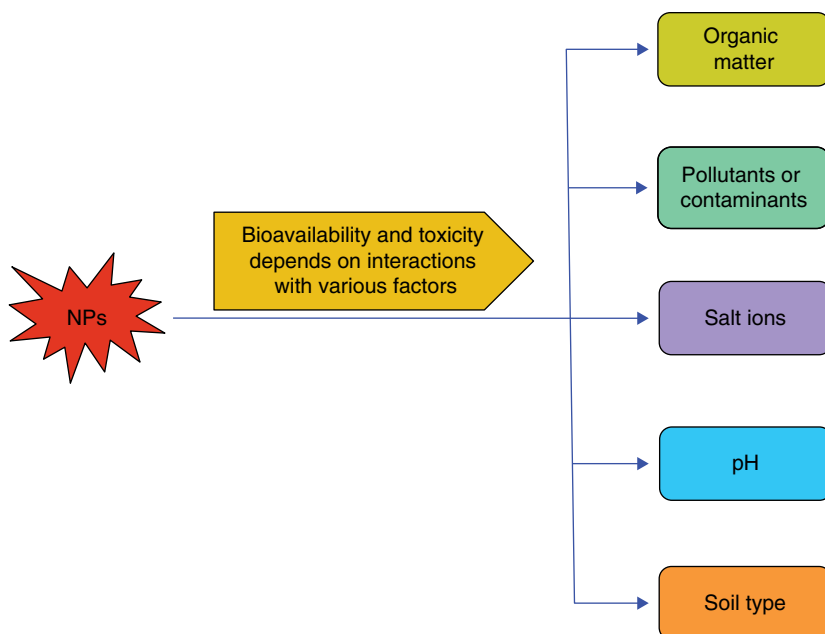 Organic
matter
Pollutants or
contaminants
Bioavailability and toxicity
depends on interactions
with various factors
NPs
Salt ions
pH
Soil type